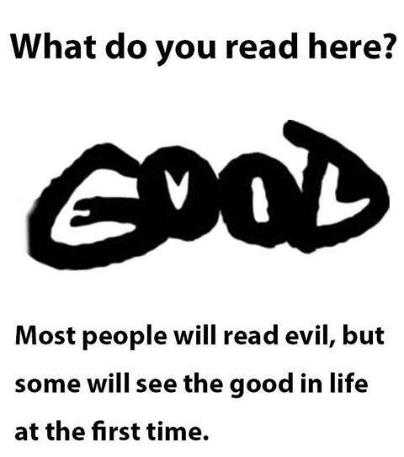 What do you read here?
GOOD
Most people will read evil, but
some will see the good in life
at the first time.